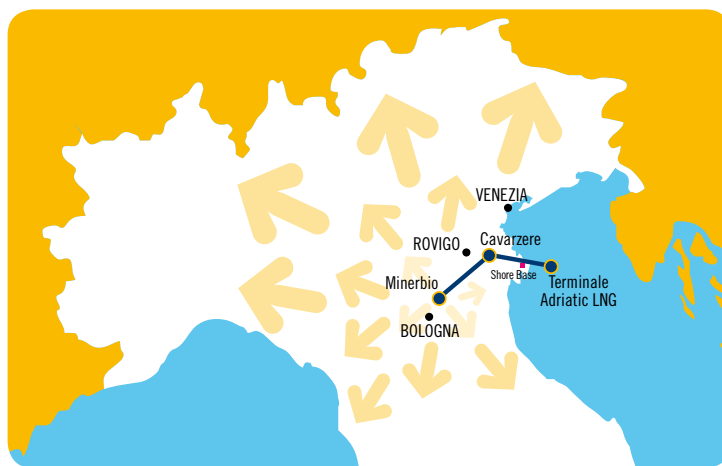 VENEZIA
Cavarzere
ROVIGO
Shore Base
Minerbio
Terminale
Adriatic LNG
BOLOGNA